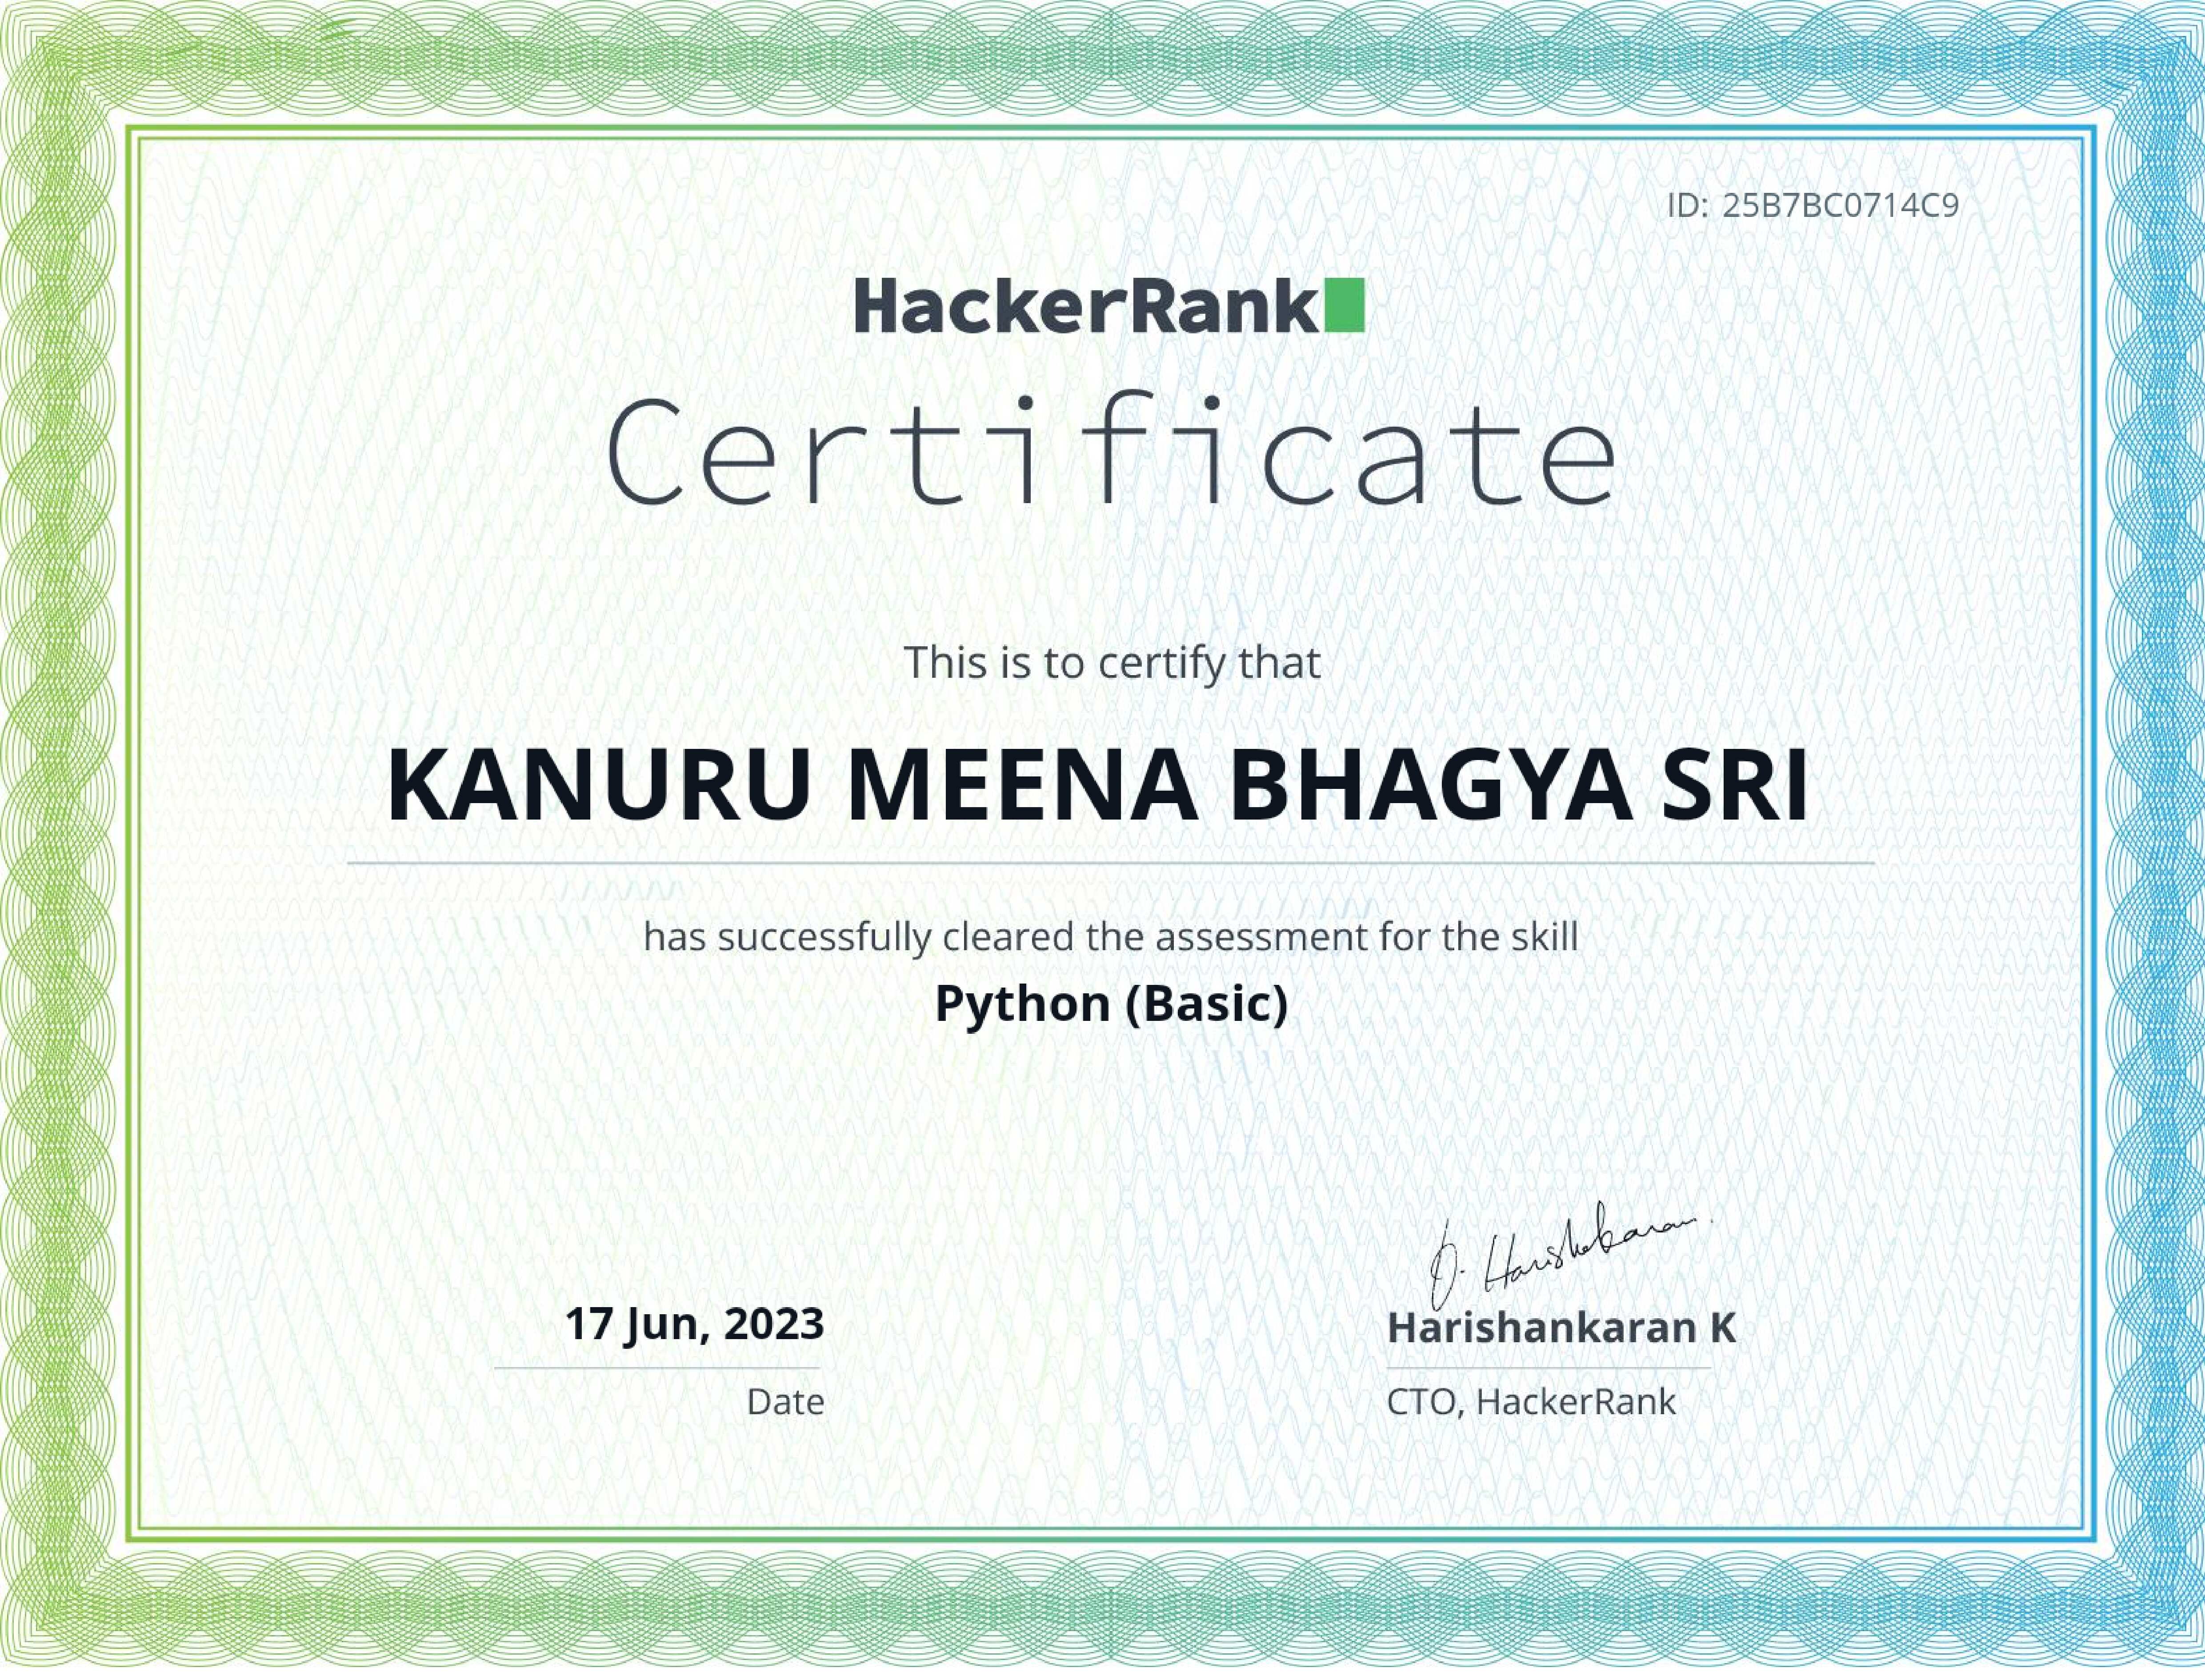 ID: 25B7BC0714C9
HackerRank
Certificate
This is to certify that
KANURU MEENA BHAGYA SRI
has successfully cleared the assessment for the skill
Python (Basic)
Harishankaran K
17 Jun, 2023
Date
CTO, HackerRank